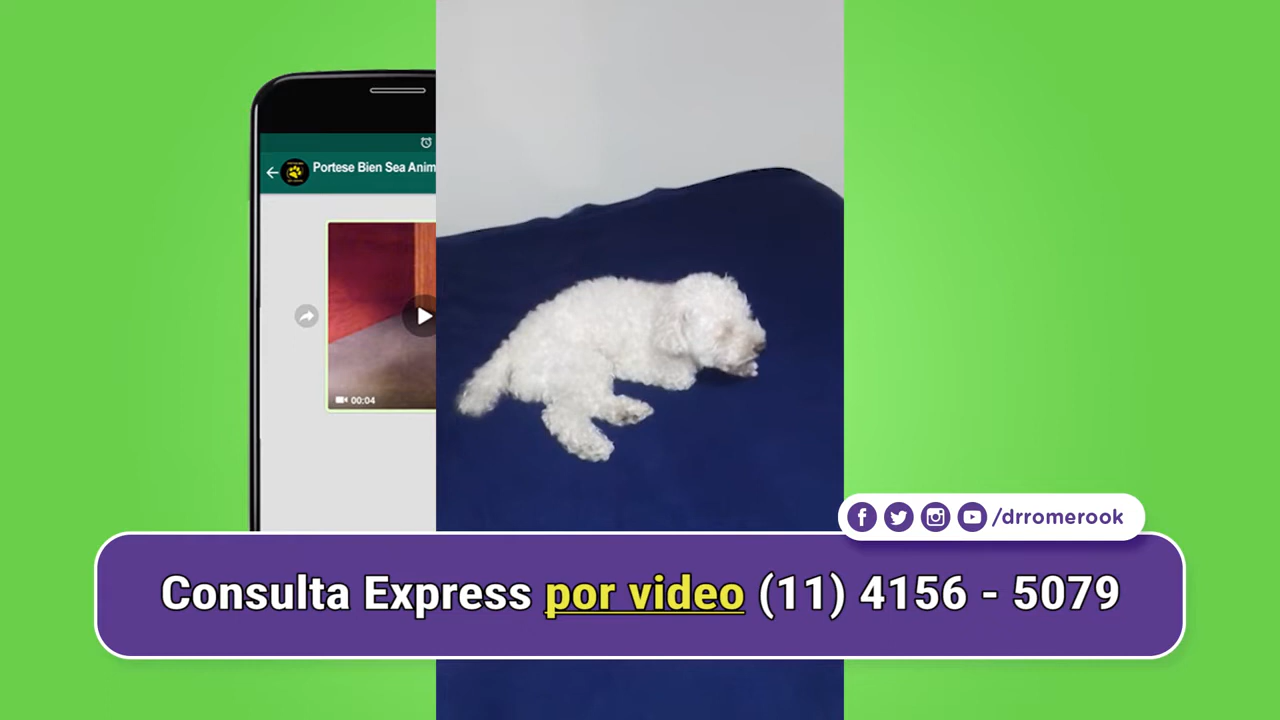 Portese Bien Sea Anim
00:04
/drromerook
Consulta Express por video (11) 4156 - 5079